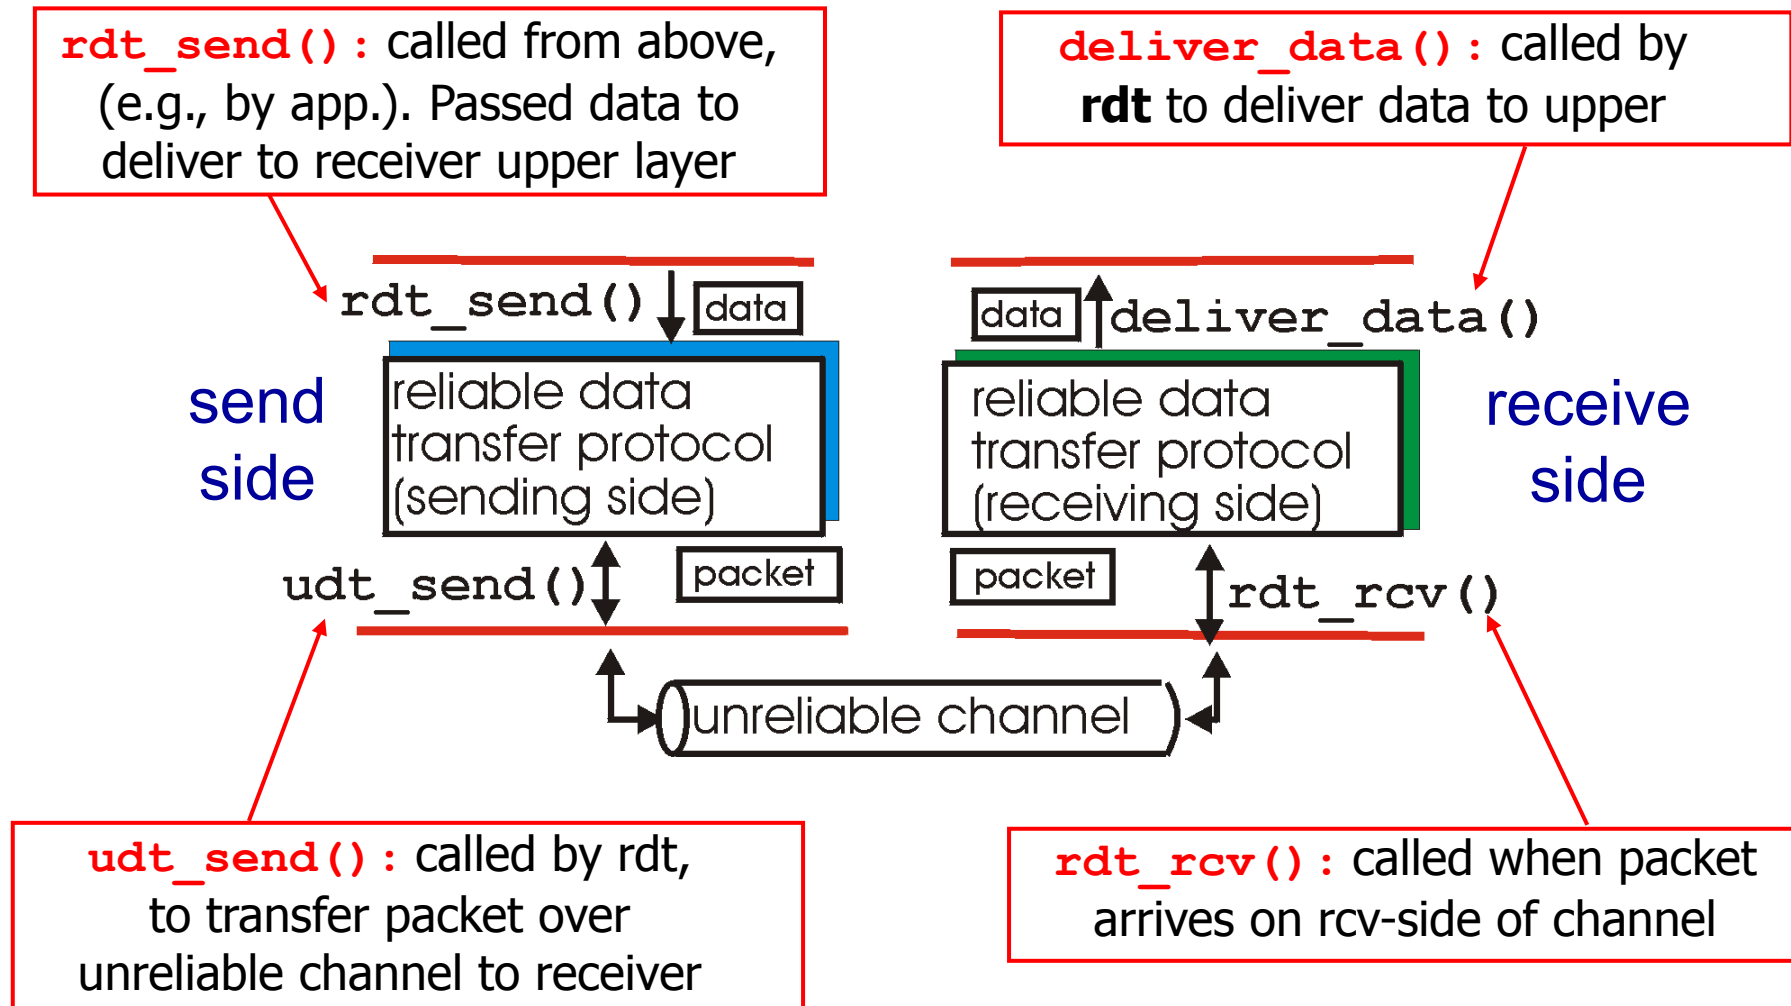 rdt_send(): called from above,
(e.g., by app.). Passed data to
deliver to receiver upper layer
deliver_data(): called by
rdt to deliver data to upper
rdt_send()
data
data
deliver_data()
send
side
reliable data
transfer protocol
(sending side)
reliable data
transfer protocol
(receiving side)
receive
side
udt_send()
packet
packet
rdt_rcv()
unreliable channel
udt_send(): called by rdt,
to transfer packet over
unreliable channel to receiver
rdt_rcv(): called when packet
arrives on rcv-side of channel